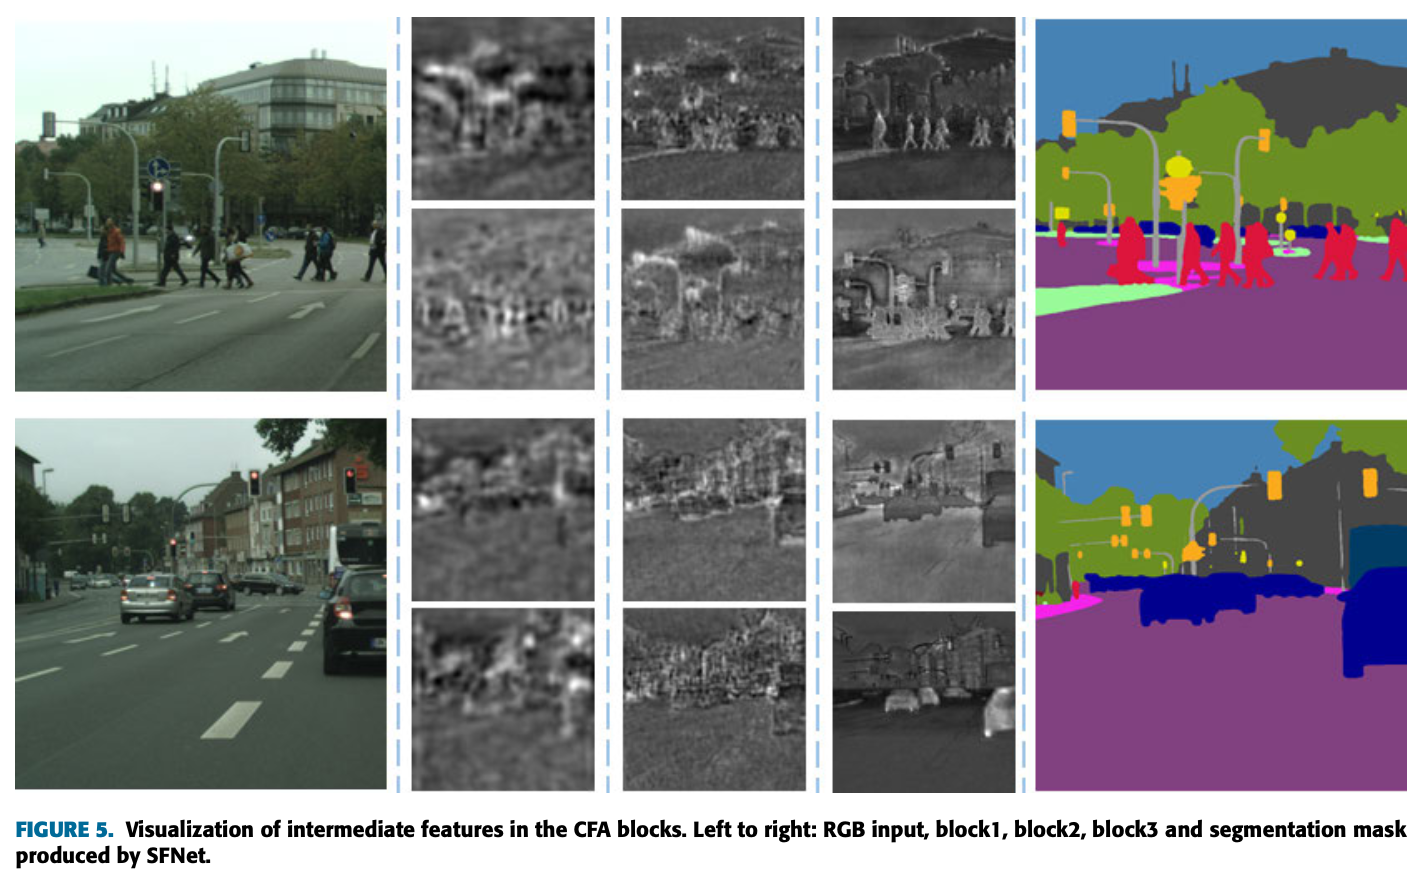 FIGURE 5. Visualization of intermediate features in the CFA blocks. Left to right: RGB input, block1, block2, block3 and segmentation mask
produced by SFNet.